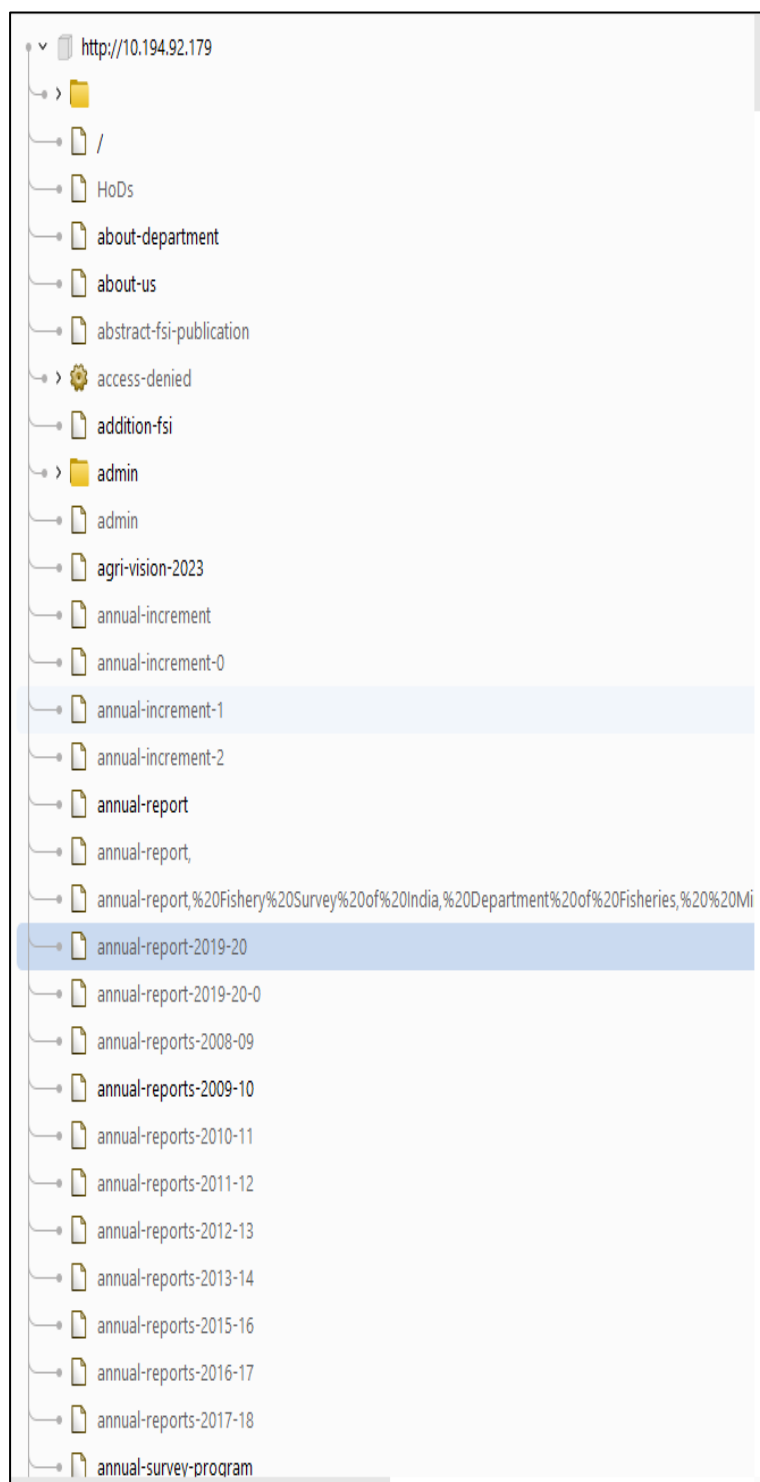 http://10.194.92.179
/
HoDs
about-department
about-us
abstract-fsi-publication
access-denied
addition-fsi
admin
admin
agri-vision-2023
annual-increment
annual-increment-0
annual-increment-1
annual-increment-2
annual-report
annual-report,
annual-report,%20Fishery%20Survey%20of%20India,%20Department%20of%20Fisheries,%20%20Mi
annual-report-2019-20
annual-report-2019-20-0
annual-reports-2008-09
annual-reports-2009-10
annual-reports-2010-11
annual-reports-2011-12
annual-reports-2012-13
annual-reports-2013-14
annual-reports-2015-16
annual-reports-2016-17
annual-reports-2017-18
annual-survey-program